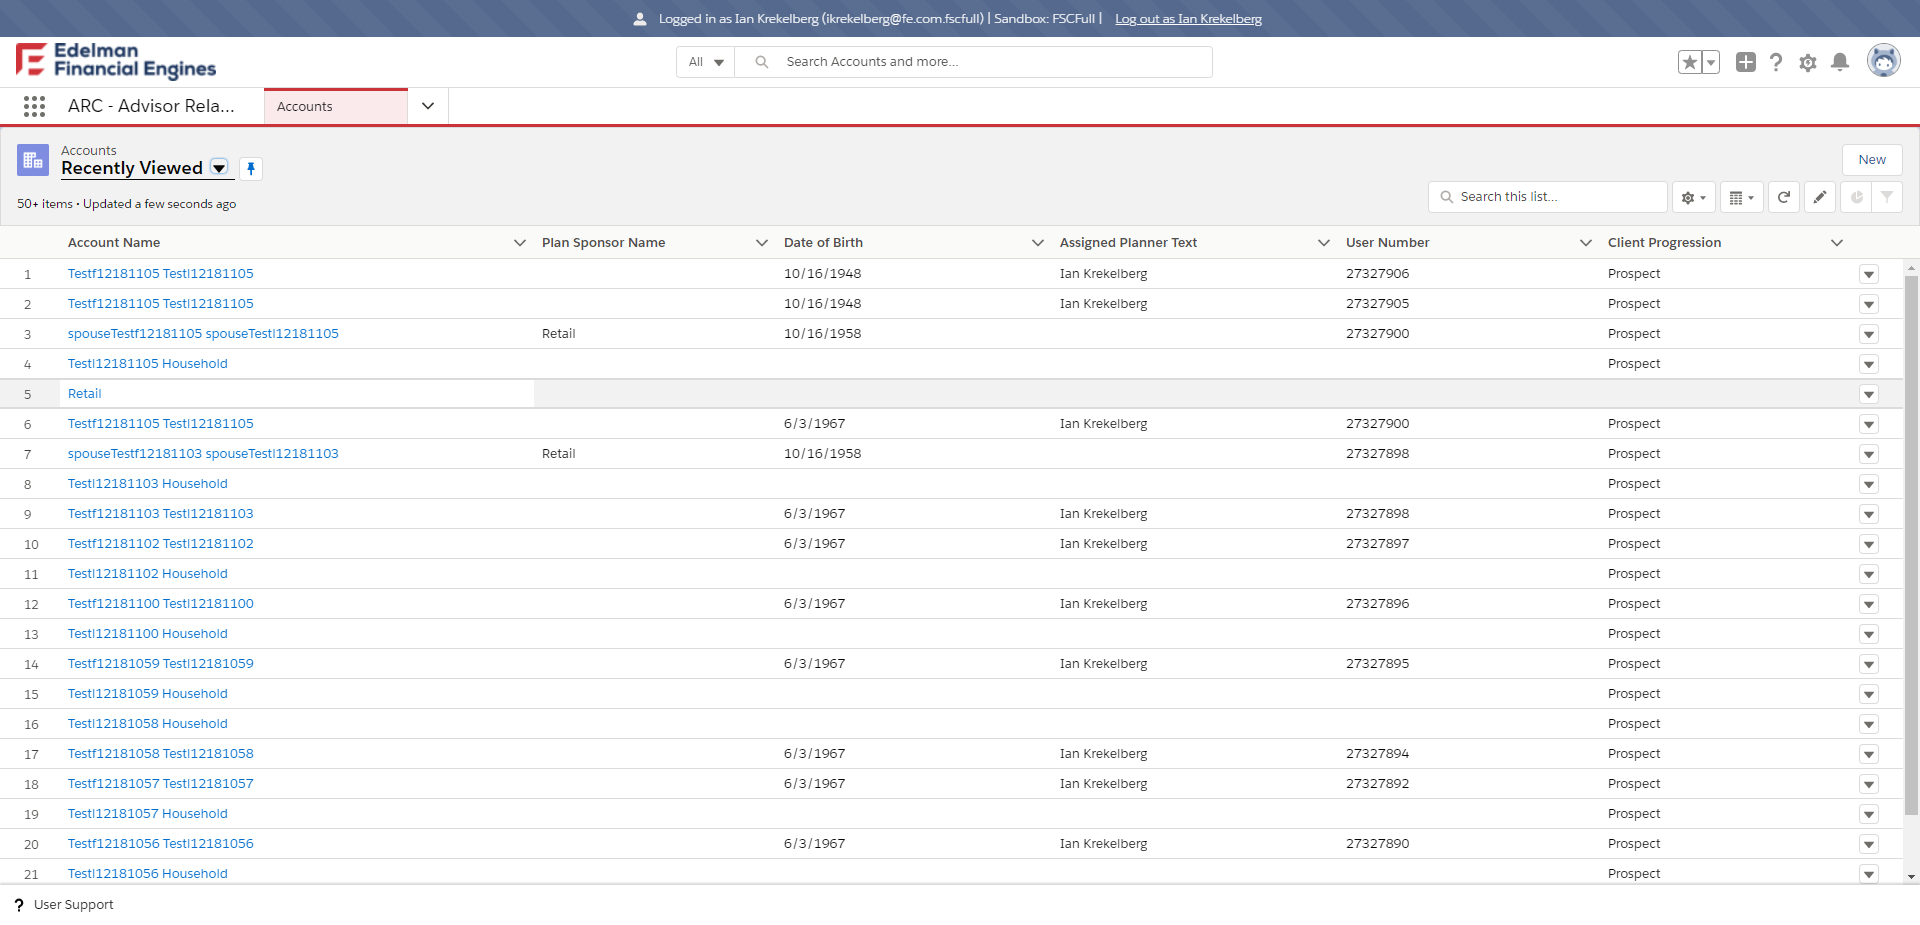 Logged in as Ian Krekelberg (ikrekelberg@fe.com.fscfull) | Sandbox: FSCFull | Log out as Ian Krekelberg
Edelman
Financial Engines
All Search Accounts and more...
ARC - Advisor Rela... Accounts
Accounts
Recently Viewed
New
50+ items • Updated a few seconds ago
Search this list...
Account Name Plan Sponsor Name Date of Birth Assigned Planner Text User Number Client Progression
1 Testf12181105 Testl12181105 10/16/1948 Ian Krekelberg 27327906 Prospect
2 Testf12181105 Testl12181105 10/16/1948 Ian Krekelberg 27327905 Prospect
3 spouseTestf12181105 spouseTestl12181105 Retail 10/16/1958 27327900 Prospect
4 Testl12181105 Household Prospect
5 Retail
6 Testf12181105 Testl12181105 6/3/1967 Ian Krekelberg 27327900 Prospect
7 spouseTestf12181103 spouseTestl12181103 Retail 10/16/1958 27327898 Prospect
8 Testl12181103 Household Prospect
9 Testf12181103 Testl12181103 6/3/1967 Ian Krekelberg 27327898 Prospect
10 Testf12181102 Testl12181102 6/3/1967 Ian Krekelberg 27327897 Prospect
11 Testl12181102 Household Prospect
12 Testf12181100 Testl12181100 6/3/1967 Ian Krekelberg 27327896 Prospect
13 Testl12181100 Household Prospect
14 Testf12181059 Testl12181059 6/3/1967 Ian Krekelberg 27327895 Prospect
15 Testl12181059 Household Prospect
16 Testl12181058 Household Prospect
17 Testf12181058 Testl12181058 6/3/1967 Ian Krekelberg 27327894 Prospect
18 Testf12181057 Testl12181057 6/3/1967 Ian Krekelberg 27327892 Prospect
19 Testl12181057 Household Prospect
20 Testf12181056 Testl12181056 6/3/1967 Ian Krekelberg 27327890 Prospect
21 Testl12181056 Household Prospect
? User Support